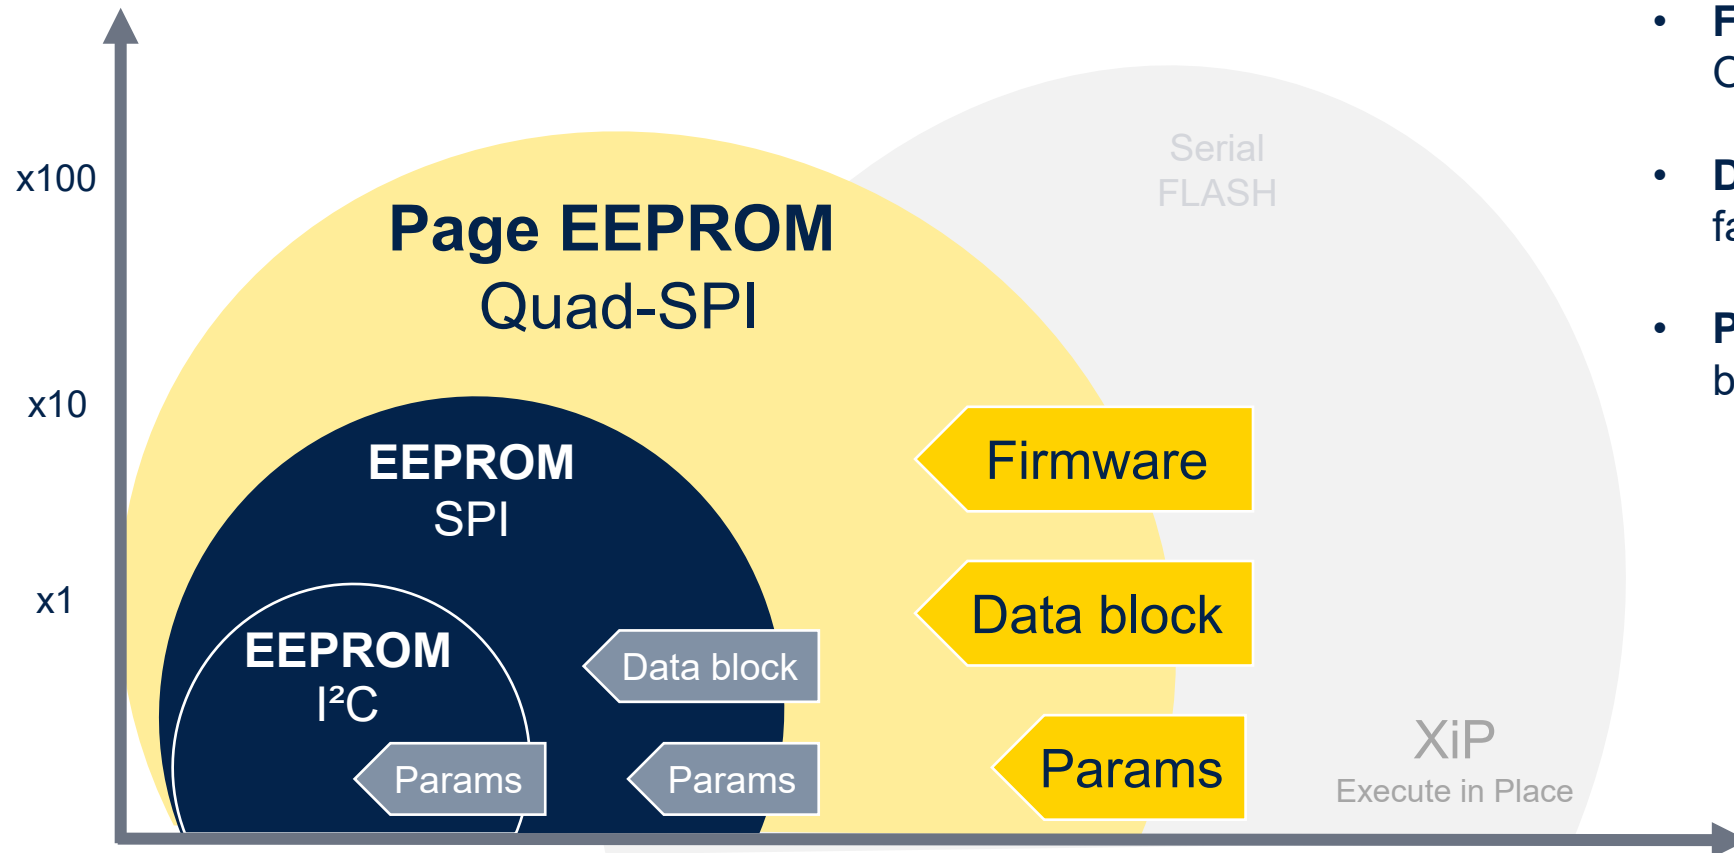 x100
x10
x1
Page EEPROM
Quad-SPI
Serial
FLASH
EEPROM
SPI
EEPROM
I²C
Firmware
Data block
Params
Data block
Params
Params
XiP
Execute in Place